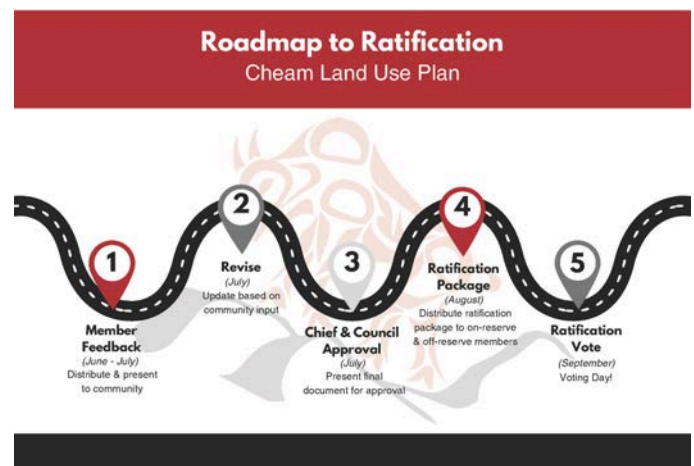 Roadmap to Ratification
Cheam Land Use Plan
1
Member
Feedback
(June - July)
Distribute & present
to community
2
Revise
(July)
Update based on
community input
3
Chief & Council
Approval
(July)
Present final
document for approval
4
Ratification
Package
(August)
Distribute ratification
package to on-reserve
& off-reserve members
5
Ratification
Vote
(September)
Voting Day!